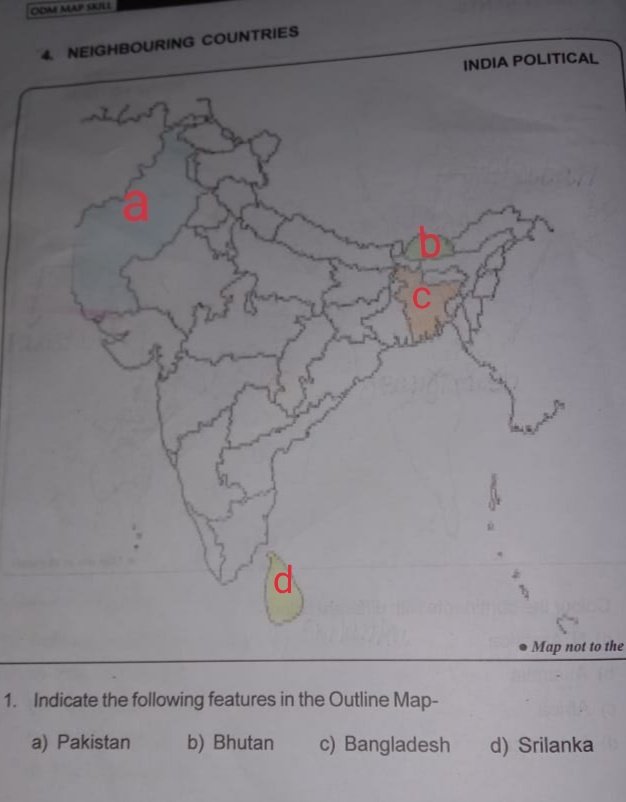 ODM MAP SKILL
4. NEIGHBOURING COUNTRIES
INDIA POLITICAL
a
b
c
d
• Map not to the
1. Indicate the following features in the Outline Map-
a) Pakistan b) Bhutan c) Bangladesh d) Srilanka